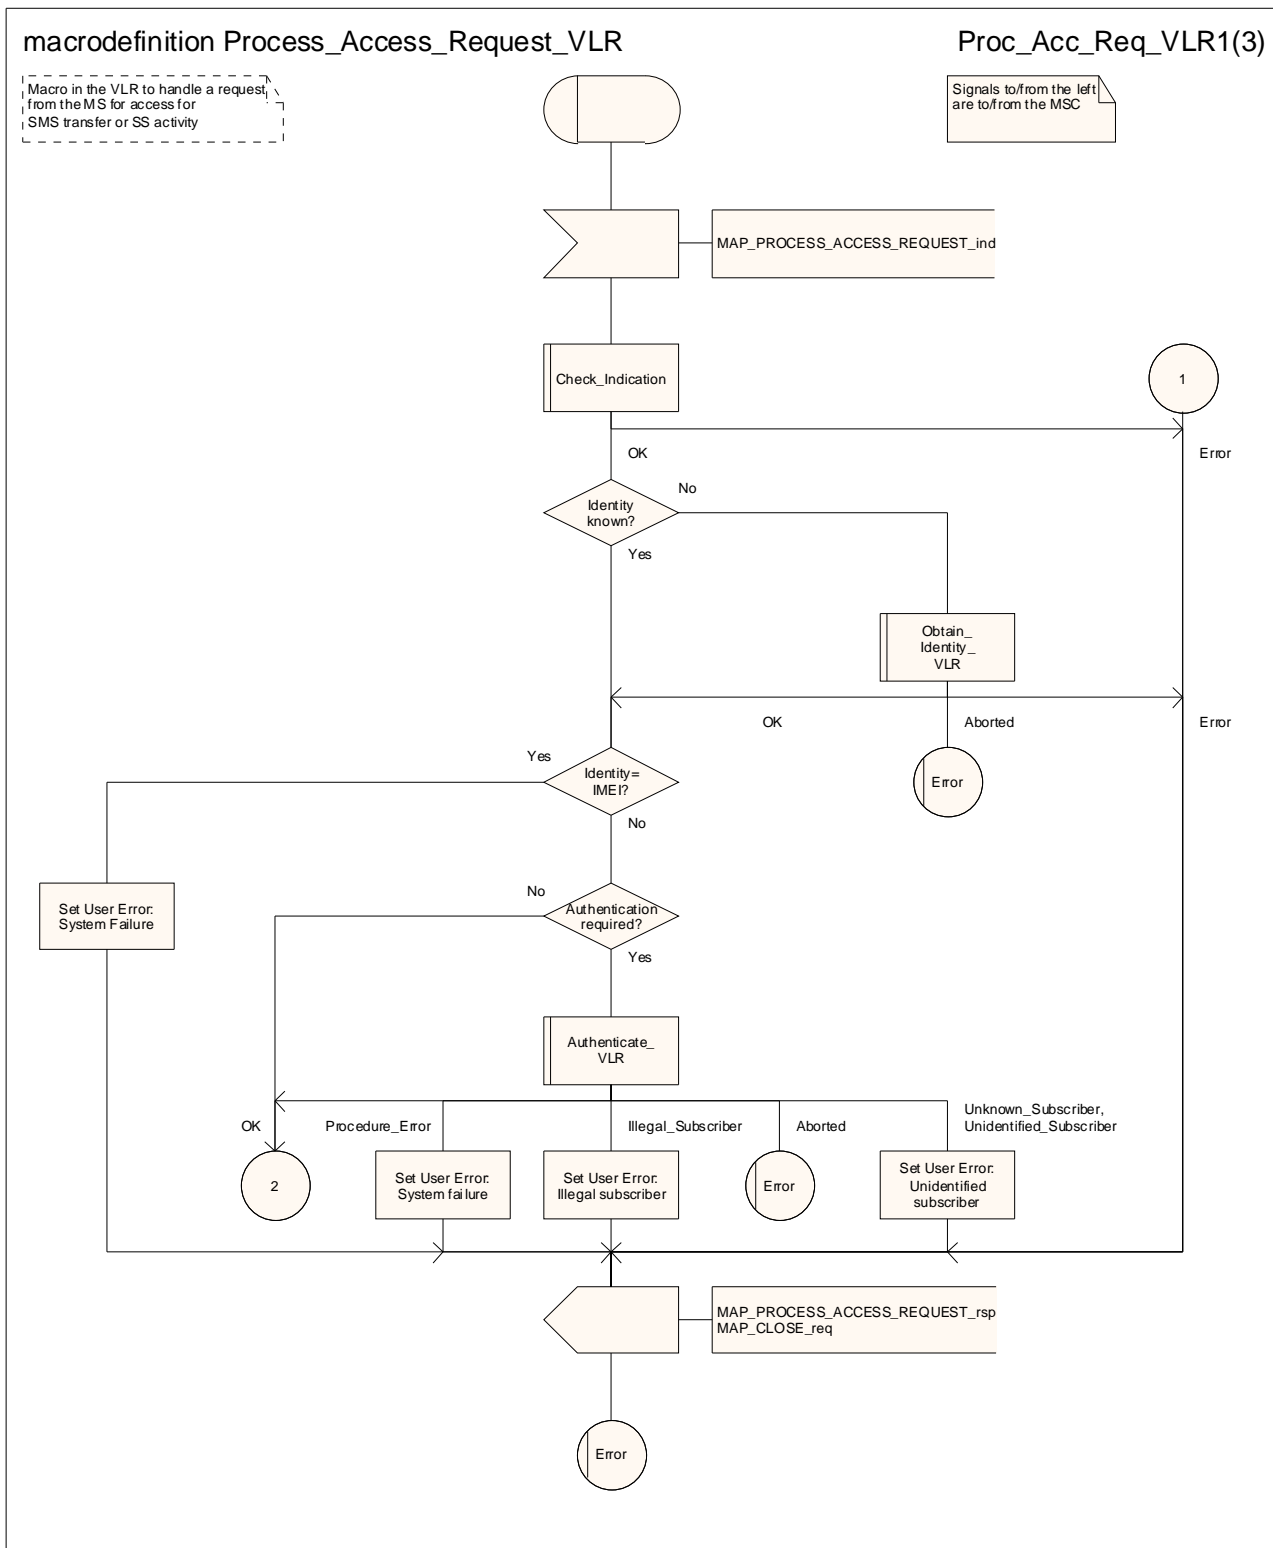 macrodefinition Process_Access_Request_VLR
Proc_Acc_Req_VLR1(3)
Macro in the VLR to handle a request
from the MS for access for
SMS transfer or SS activity
Signals to/from the left
are to/from the MSC
MAP_PROCESS_ACCESS_REQUEST_ind
Check_Indication
1
OK
Error
No
Identity
known?
Yes
Obtain_
Identity_
VLR
OK
Aborted
Error
Yes
Identity=
IMEI?
Error
No
No
Set User Error:
System Failure
Authentication
required?
Yes
Authenticate_
VLR
OK
Procedure_Error
Illegal_Subscriber
Aborted
Unknown_Subscriber,
Unidentified_Subscriber
2
Set User Error:
System failure
Set User Error:
Illegal subscriber
Error
Set User Error:
Unidentified
subscriber
MAP_PROCESS_ACCESS_REQUEST_rsp
MAP_CLOSE_req
Error